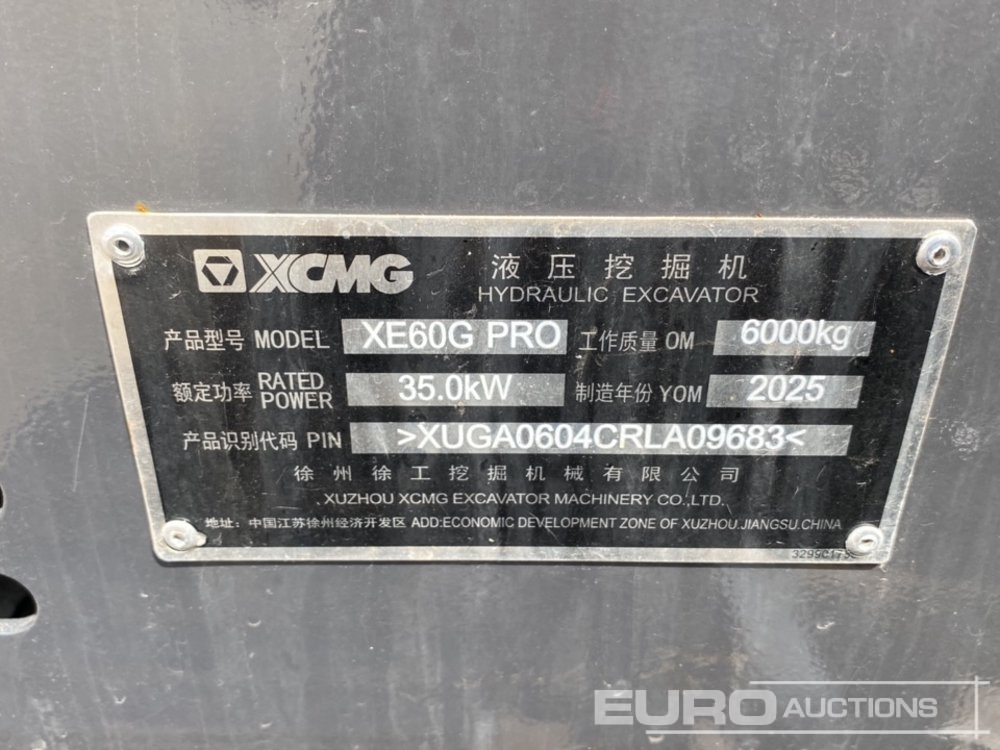 XCMG 液压挖掘机
HYDRAULIC EXCAVATOR
产品型号 MODEL XE60G PRO 工作质量 OM 6000kg
额定功率 RATED POWER 35.0kW 制造年份 YOM 2025
产品识别代码 PIN >XUGA0604CRLA09683<
徐州徐工挖掘机械有限公司
XUZHOU XCMG EXCAVATOR MACHINERY CO.,LTD.
地址: 中国江苏徐州经济开发区 ADD:ECONOMIC DEVELOPMENT ZONE OF XUZHOU.JIANGSU.CHINA
EURO AUCTIONS